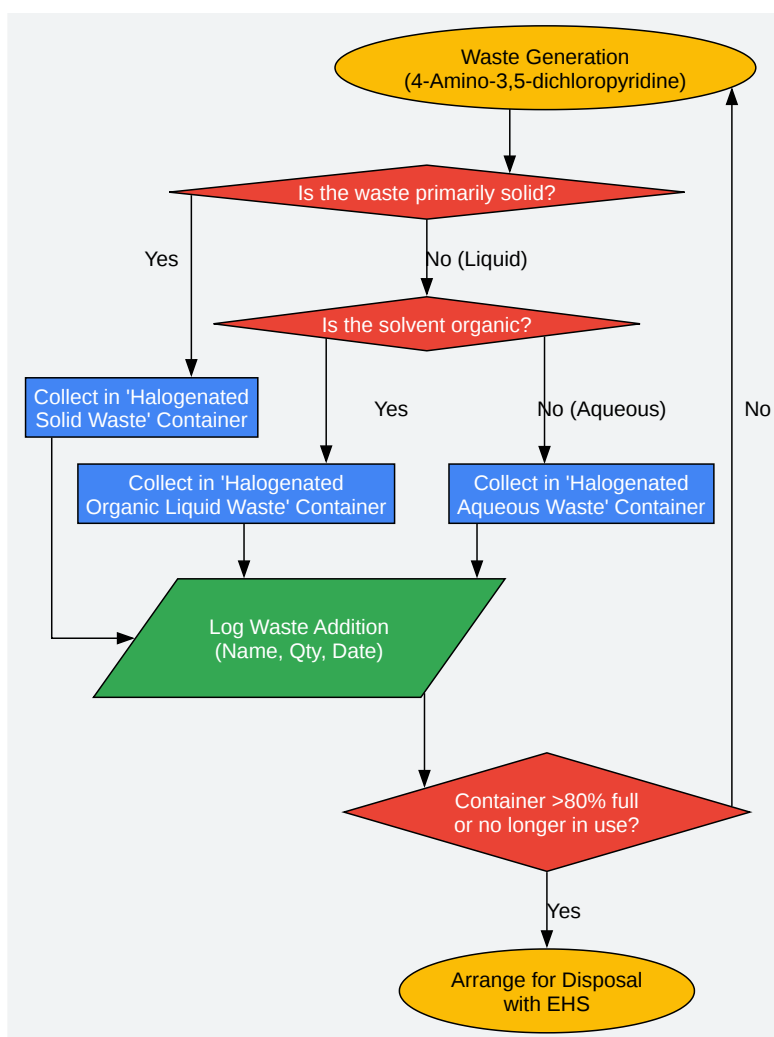 Waste Generation
(4-Amino-3,5-dichloropyridine)
Is the waste primarily solid?
Yes
No (Liquid)
Is the solvent organic?
Collect in 'Halogenated
Solid Waste' Container
Yes
No (Aqueous)
No
Collect in 'Halogenated
Organic Liquid Waste' Container
Collect in 'Halogenated
Aqueous Waste' Container
Log Waste Addition
(Name, Qty, Date)
Container >80% full
or no longer in use?
Yes
Arrange for Disposal
with EHS